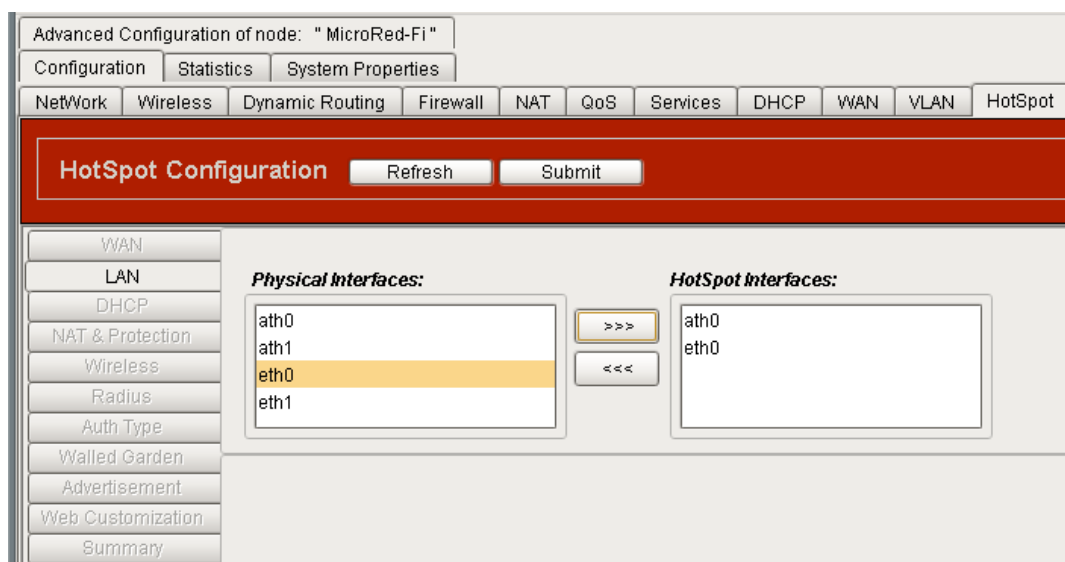 Advanced Configuration of node: "MicroRed-Fi"
Configuration Statistics System Properties
NetWork Wireless Dynamic Routing Firewall NAT QoS Services DHCP WAN VLAN HotSpot
HotSpot Configuration Refresh Submit
WAN
LAN
DHCP
NAT & Protection
Wireless
Radius
Auth Type
Walled Garden
Advertisement
Web Customization
Summary
Physical Interfaces:
ath0
ath1
eth0
eth1
>>>
<<<
HotSpot Interfaces:
ath0
eth0